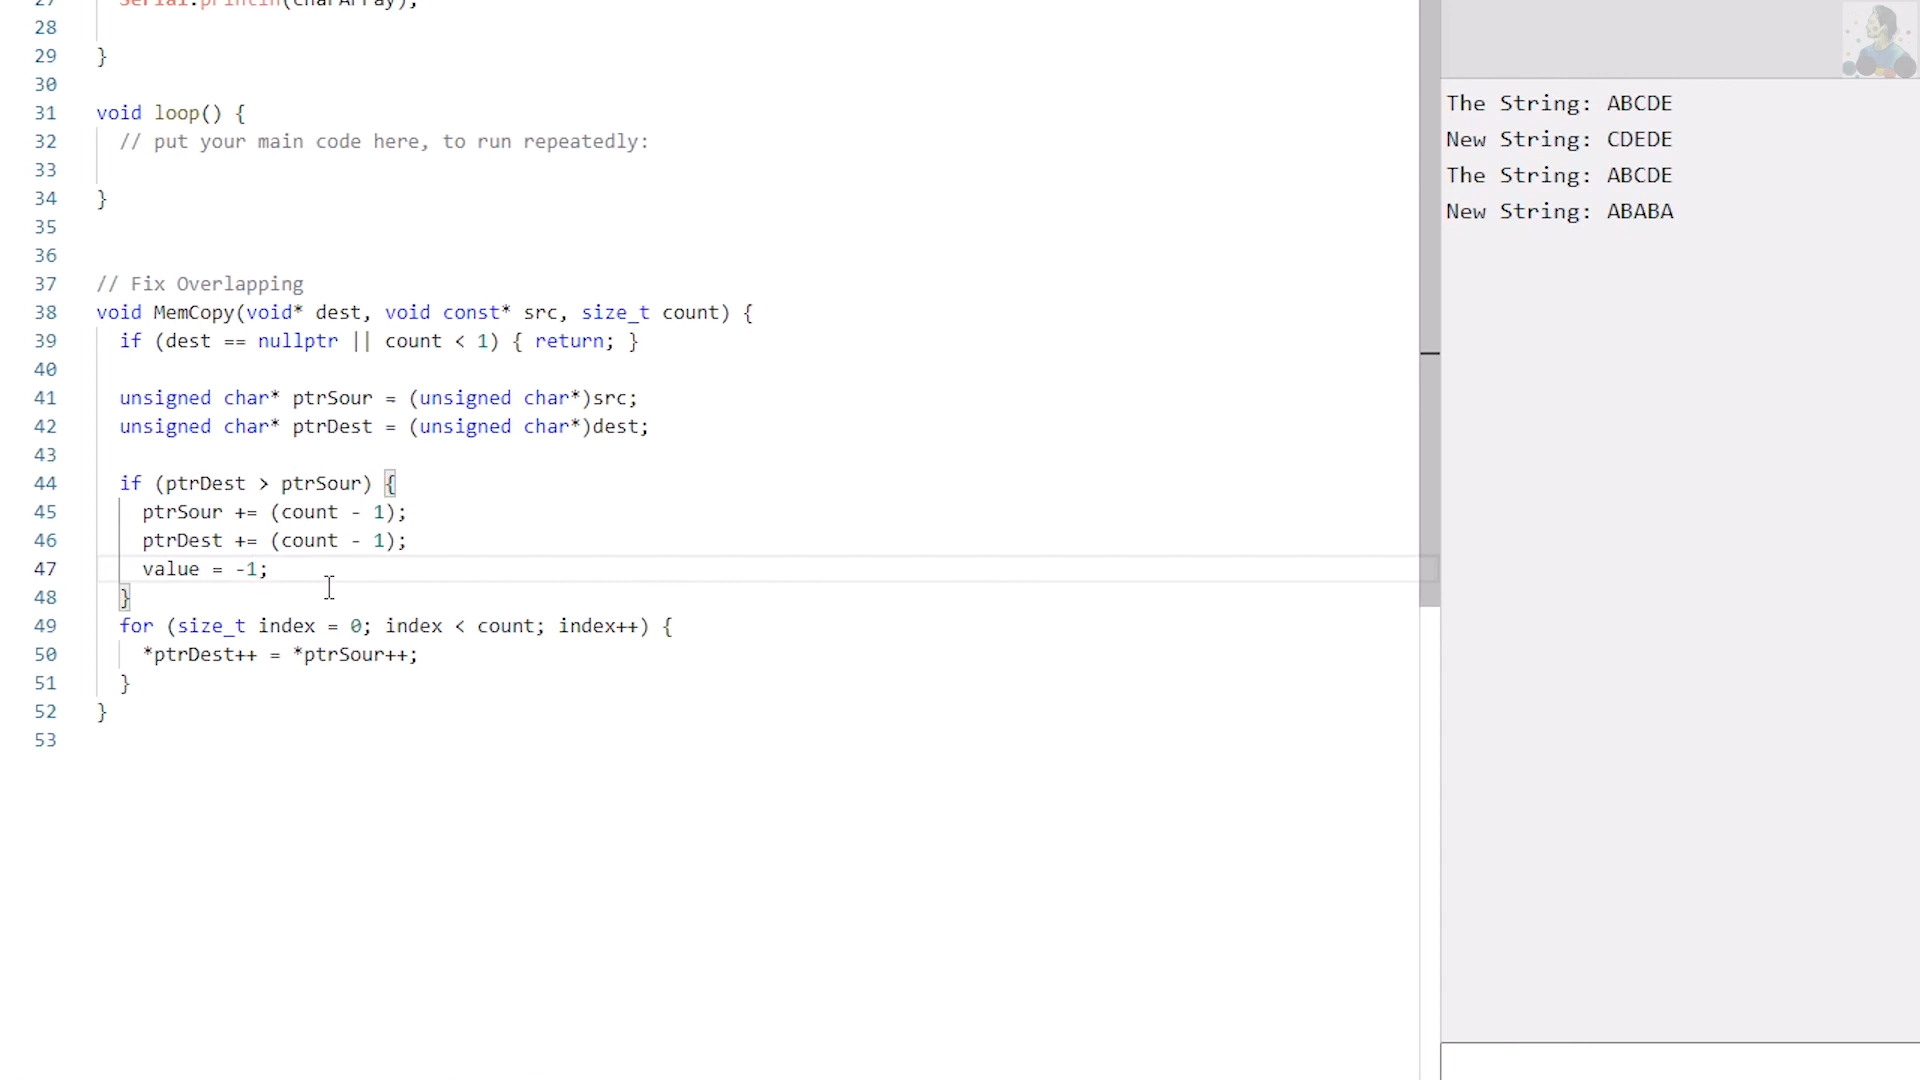 27 Serial.println(charArray);
28
29 }
30
31 void loop() {
32 // put your main code here, to run repeatedly:
33
34 }
35
36
37 // Fix Overlapping
38 void MemCopy(void* dest, void const* src, size_t count) {
39 if (dest == nullptr || count < 1) { return; }
40
41 unsigned char* ptrSour = (unsigned char*)src;
42 unsigned char* ptrDest = (unsigned char*)dest;
43
44 if (ptrDest > ptrSour) {
45 ptrSour += (count - 1);
46 ptrDest += (count - 1);
47 value = -1;
48 }
49 for (size_t index = 0; index < count; index++) {
50 *ptrDest++ = *ptrSour++;
51 }
52 }
53
The String: ABCDE
New String: CDEDE
The String: ABCDE
New String: ABABA